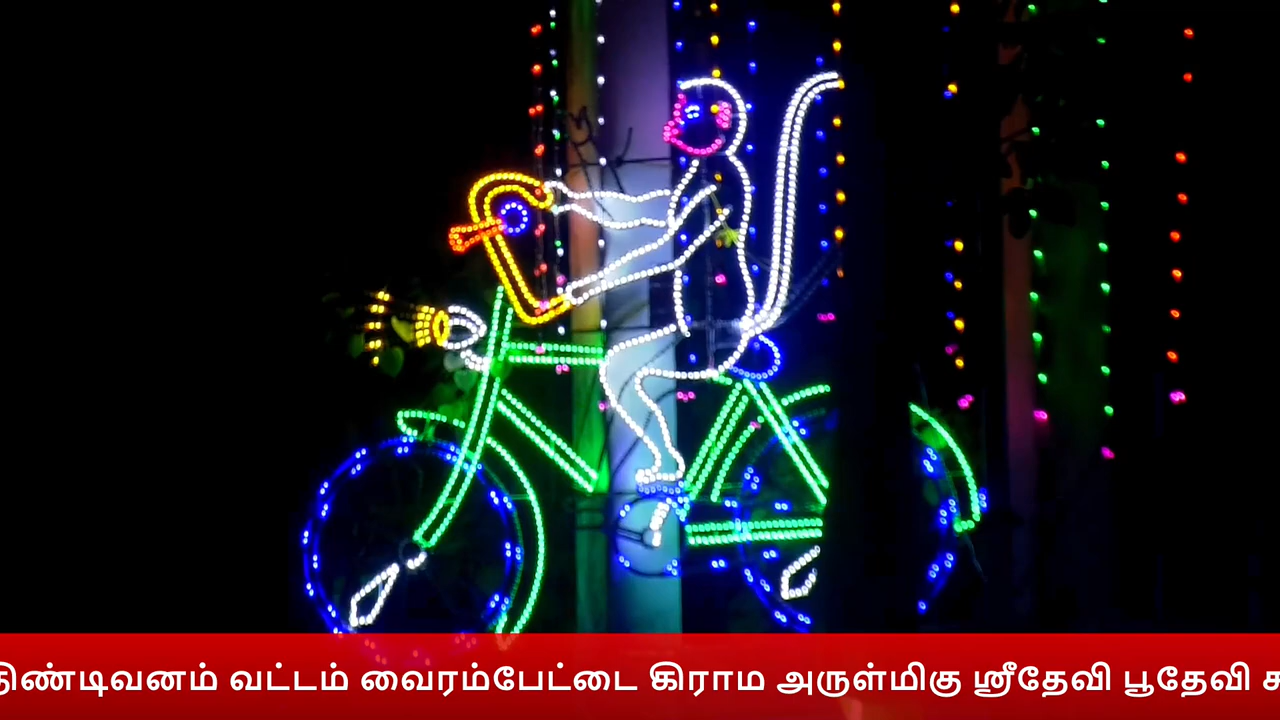 திண்டிவனம் வட்டம் வைரம்பேட்டை கிராம அருள்மிகு ஸ்ரீதேவி பூதேவி